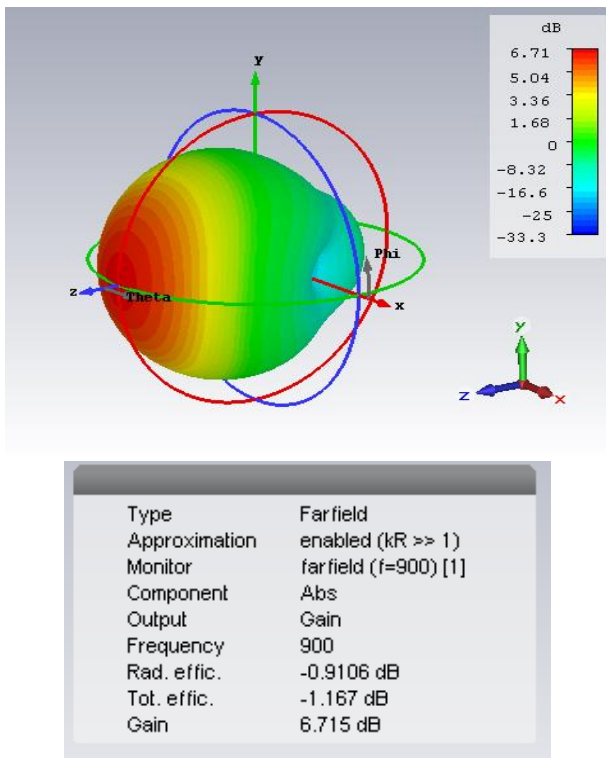 dB
6.71
5.04
3.36
1.68
0
-8.32
-16.6
-25
-33.3
y
Phi
z
Theta
x
y
z
x
Type Farfield
Approximation enabled (kR >> 1)
Monitor farfield (f=900) [1]
Component Abs
Output Gain
Frequency 900
Rad. effic. -0.9106 dB
Tot. effic. -1.167 dB
Gain 6.715 dB